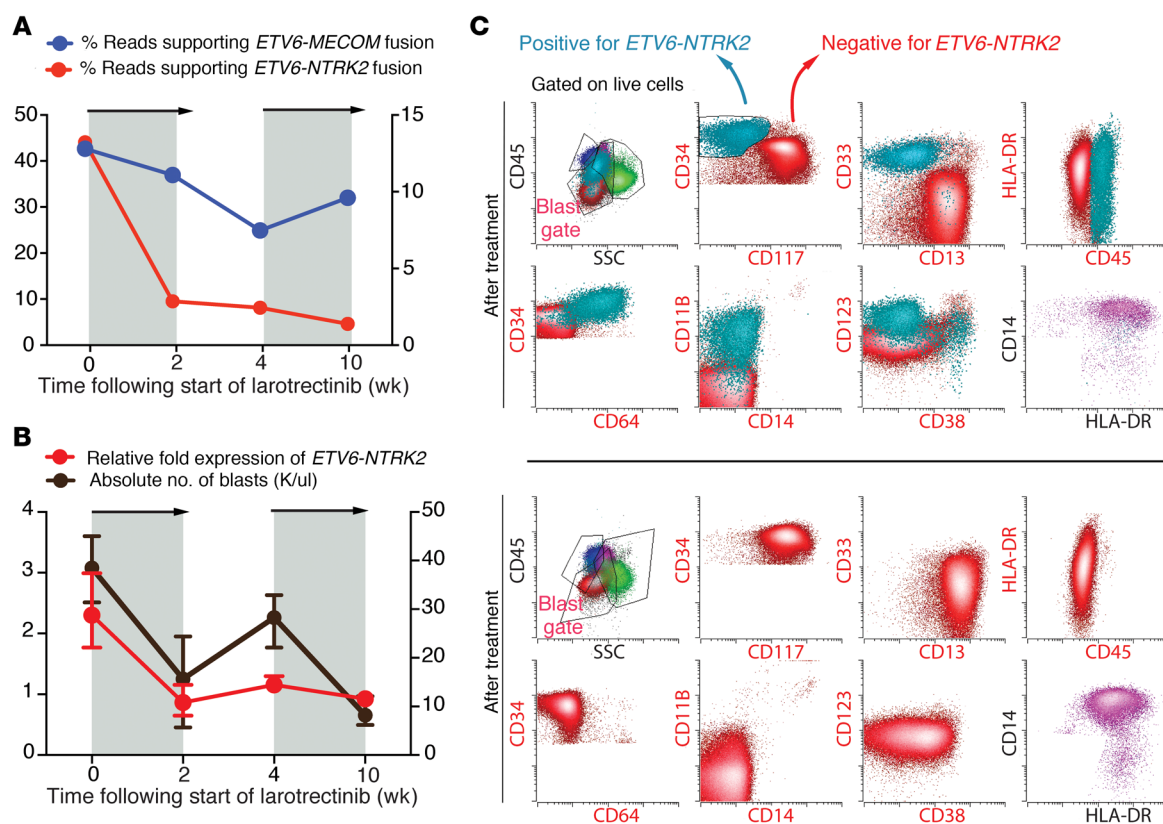 A
% Reads supporting ETV6-MECOM fusion
% Reads supporting ETV6-NTRK2 fusion
50
40
30
20
10
0
15
10
5
0
0 2 4 10
Time following start of larotrectinib (wk)
B
Relative fold expression of ETV6-NTRK2
Absolute no. of blasts (K/ul)
4
3
2
1
0
50
40
30
20
10
0
0 2 4 10
Time following start of larotrectinib (wk)
C
Positive for ETV6-NTRK2
Negative for ETV6-NTRK2
Gated on live cells
After treatment
CD45
Blast
gate
SSC
CD34
CD117
CD33
CD13
HLA-DR
CD45
CD34
CD64
CD11B
CD14
CD123
CD38
CD14
HLA-DR
After treatment
CD45
Blast
gate
SSC
CD34
CD117
CD33
CD13
HLA-DR
CD45
CD34
CD64
CD11B
CD14
CD123
CD38
CD14
HLA-DR